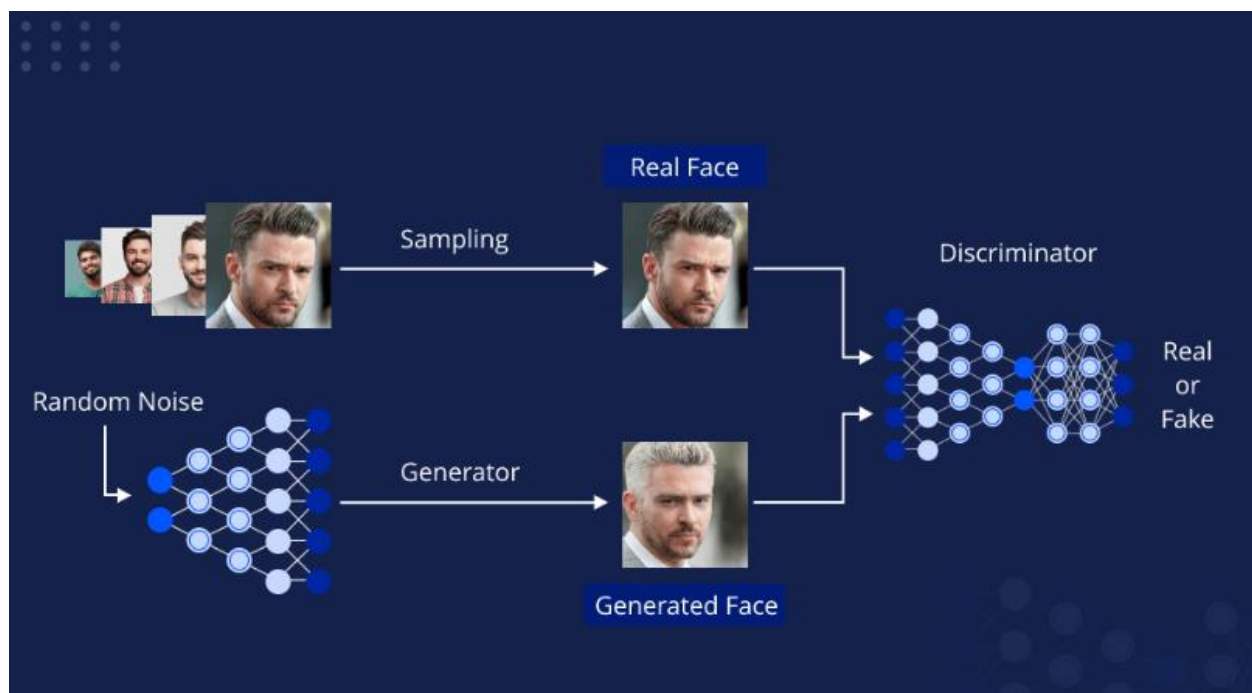 Real Face
Sampling
Discriminator
Real
or
Fake
Random Noise
Generator
Generated Face